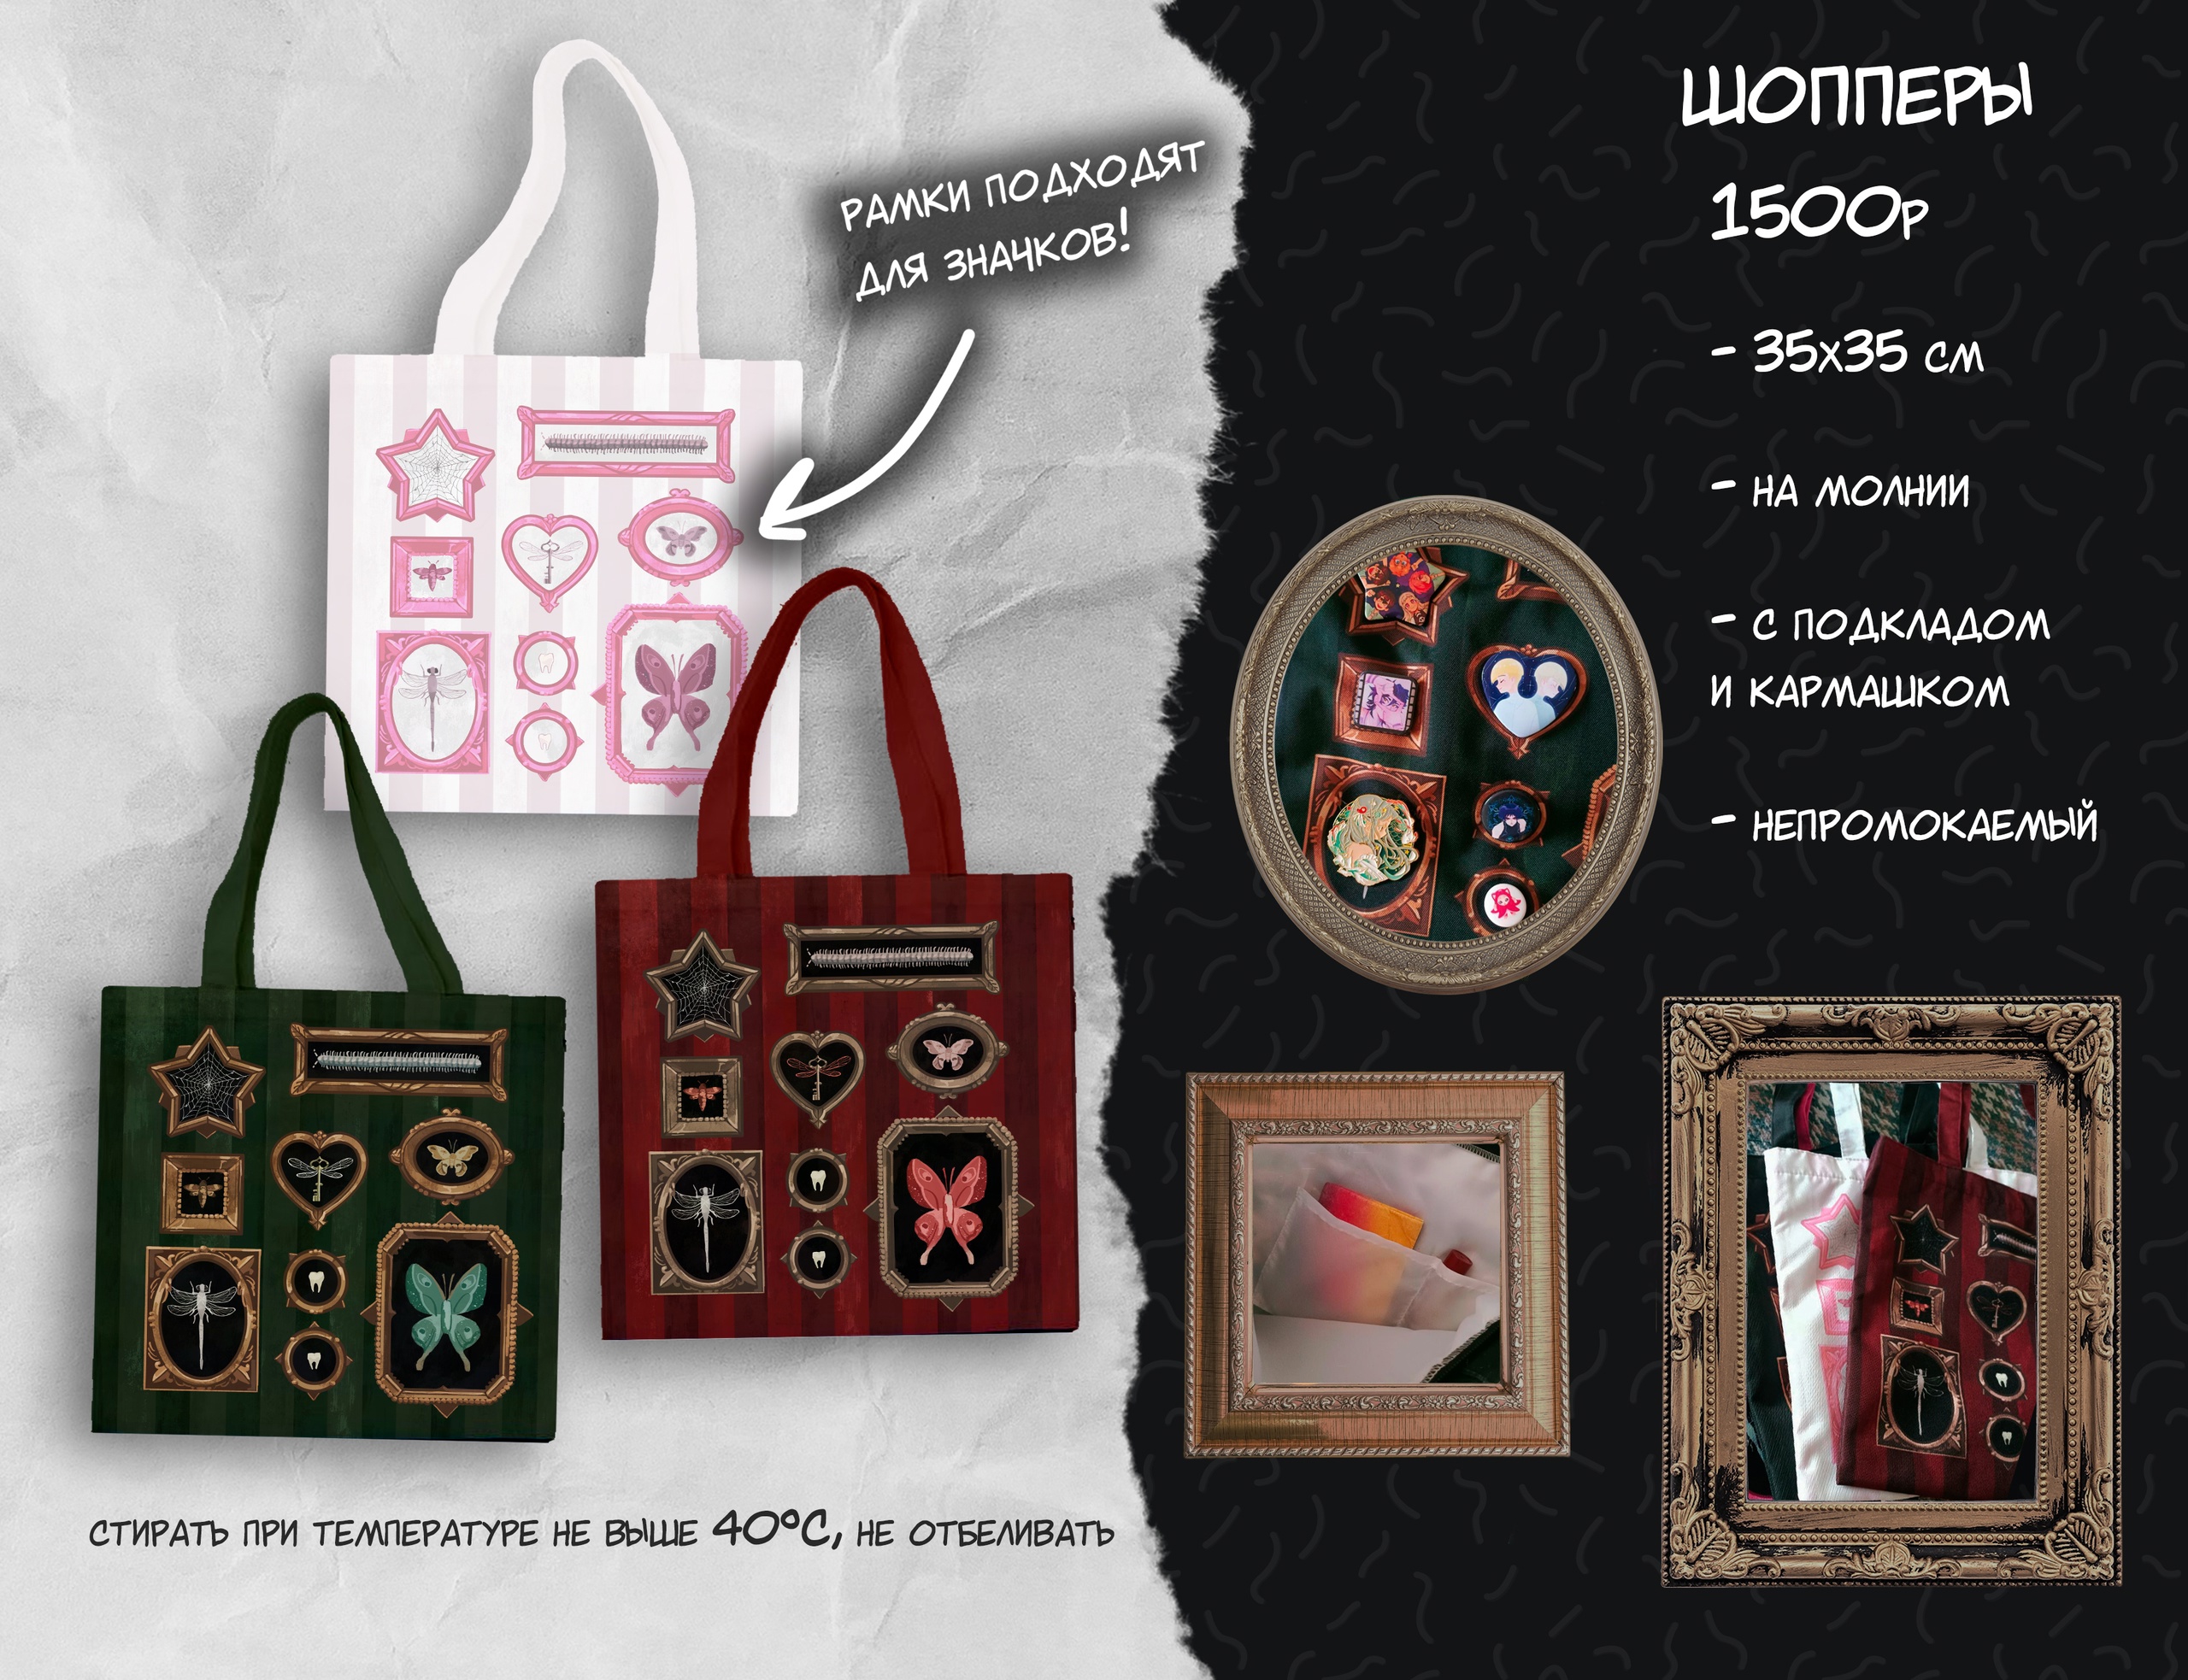 РАМКИ ПОДХОДЯТ
ДЛЯ ЗНАЧКОВ!
СТИРАТЬ ПРИ ТЕМПЕРАТУРЕ НЕ ВЫШЕ 40°С, НЕ ОТБЕЛИВАТЬ
ШОППЕРЫ
1500Р
- 35х35 СМ
- НА МОЛНИИ
- С ПОДКЛАДОМ
И КАРМАШКОМ
- НЕПРОМОКАЕМЫЙ